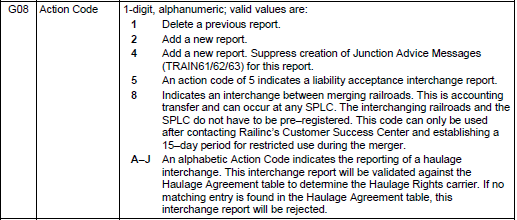 G08 Action Code 1-digit, alphanumeric; valid values are:
1 Delete a previous report.
2 Add a new report.
4 Add a new report. Suppress creation of Junction Advice Messages
(TRAIN61/62/63) for this report.
5 An action code of 5 indicates a liability acceptance interchange report.
8 Indicates an interchange between merging railroads. This is accounting
transfer and can occur at any SPLC. The interchanging railroads and the
SPLC do not have to be pre–registered. This code can only be used
after contacting Railinc's Customer Success Center and establishing a
15–day period for restricted use during the merger.
A–J An alphabetic Action Code indicates the reporting of a haulage
interchange. This interchange report will be validated against the
Haulage Agreement table to determine the Haulage Rights carrier. If no
matching entry is found in the Haulage Agreement table, this
interchange report will be rejected.